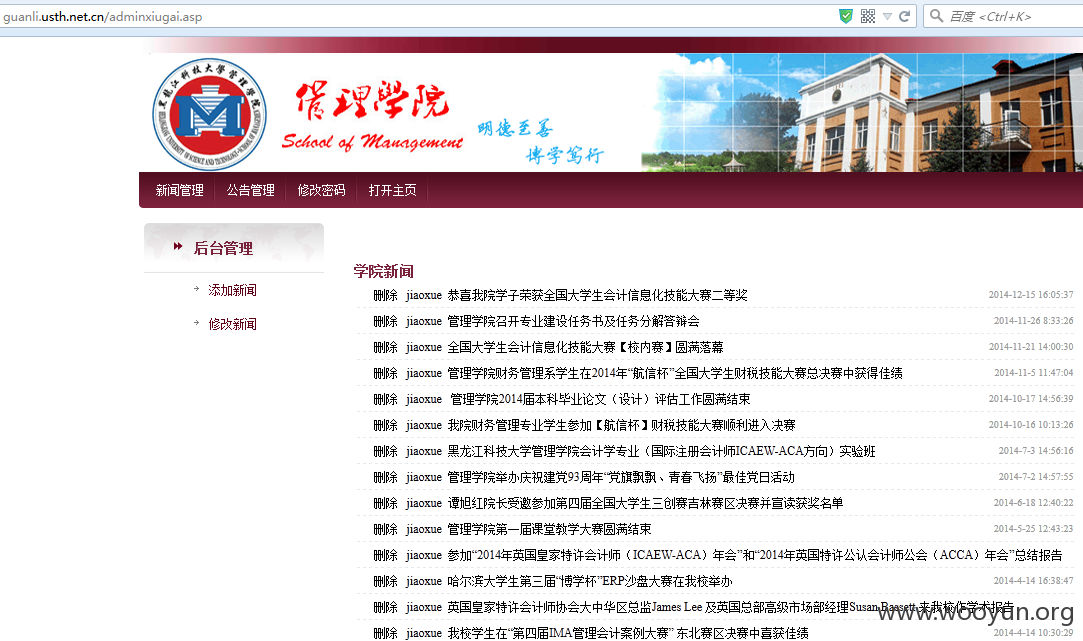 guanli.usth.net.cn/adminxiugai.asp
百度 <Ctrl+K>
黑龙江科技大学管理学院
管理學院
School of Management
明德至善
博学笃行
新闻管理 公告管理 修改密码 打开主页
后台管理
添加新闻
修改新闻
学院新闻
删除 jiaoxue 恭喜我院学子荣获全国大学生会计信息化技能大赛二等奖 2014-12-15 16:05:37
删除 jiaoxue 管理学院召开专业建设任务书及任务分解答辩会 2014-11-26 8:33:26
删除 jiaoxue 全国大学生会计信息化技能大赛【校内赛】圆满落幕 2014-11-21 14:00:30
删除 jiaoxue 管理学院财务管理系学生在2014年“航信杯”全国大学生财税技能大赛总决赛中获得佳绩 2014-11-5 11:47:04
删除 jiaoxue 管理学院2014届本科毕业论文（设计）评估工作圆满结束 2014-10-17 14:56:39
删除 jiaoxue 我院财务管理专业学生参加【航信杯】财税技能大赛顺利进入决赛 2014-10-16 10:13:26
删除 jiaoxue 黑龙江科技大学管理学院会计学专业（国际注册会计师ICAEW-ACA方向）实验班 2014-7-3 14:56:16
删除 jiaoxue 管理学院举办庆祝建党93周年“党旗飘飘、青春飞扬”最佳党日活动 2014-7-2 14:57:55
删除 jiaoxue 谭旭红院长受邀参加第四届全国大学生三创赛吉林赛区决赛并宣读获奖名单 2014-6-18 12:40:22
删除 jiaoxue 管理学院第一届课堂教学大赛圆满结束 2014-5-25 12:43:23
删除 jiaoxue 参加“2014年英国皇家特许会计师（ICAEW-ACA）年会”和“2014年英国特许公认会计师公会（ACCA）年会”总结报告
删除 jiaoxue 哈尔滨大学生第三届“博学杯”ERP沙盘大赛在我校举办 2014-4-14 16:38:47
删除 jiaoxue 英国皇家特许会计师协会大中华区总监James Lee 及英国总部高级市场部经理Susan Bassett 来我校作学术报告
www.wooyun.org
删除 jiaoxue 我校学生在“第四届IMA管理会计案例大赛” 东北赛区决赛中喜获佳绩 2014-4-14 10:30:29